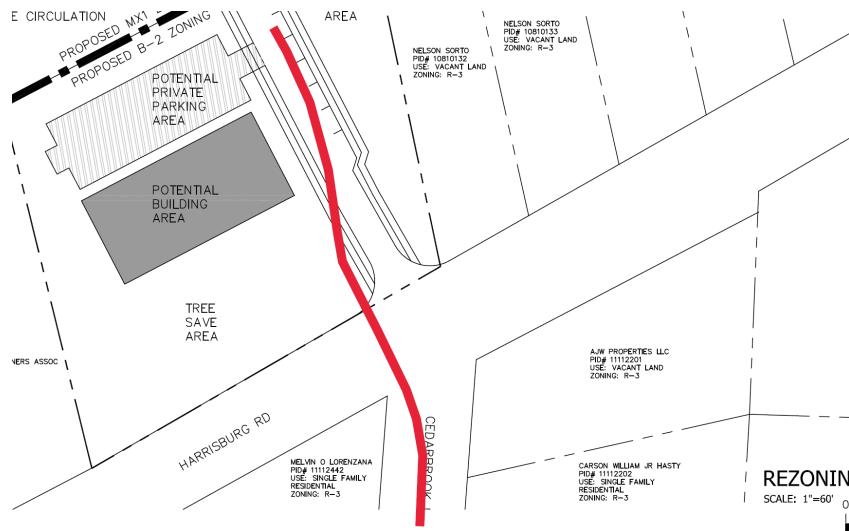 E CIRCULATION
PROPOSED MX1
PROPOSED B-2 ZONING
AREA
NELSON SORTO
PID# 10810132
USE: VACANT LAND
ZONING: R-3
NELSON SORTO
PID# 10810133
USE: VACANT LAND
ZONING: R-3
POTENTIAL
PRIVATE
PARKING
AREA
POTENTIAL
BUILDING
AREA
TREE
SAVE
AREA
NERS ASSOC
HARRISBURG RD
CEDARBROOK
MELVIN O LORENZANA
PID# 11112442
USE: SINGLE FAMILY
RESIDENTIAL
ZONING: R-3
AJW PROPERTIES LLC
PID# 11112201
USE: VACANT LAND
ZONING: R-3
CARSON WILLIAM JR HASTY
PID# 11112202
USE: SINGLE FAMILY
RESIDENTIAL
ZONING: R-3
REZONIN
SCALE: 1"=60'
0